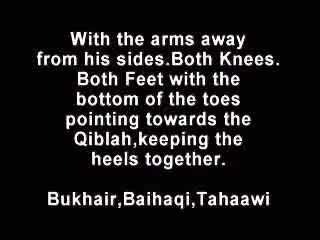 With the arms away
from his sides.Both Knees.
Both Feet with the
bottom of the toes
pointing towards the
Qiblah,keeping the
heels together.
Bukhair,Baihaqi,Tahaawi